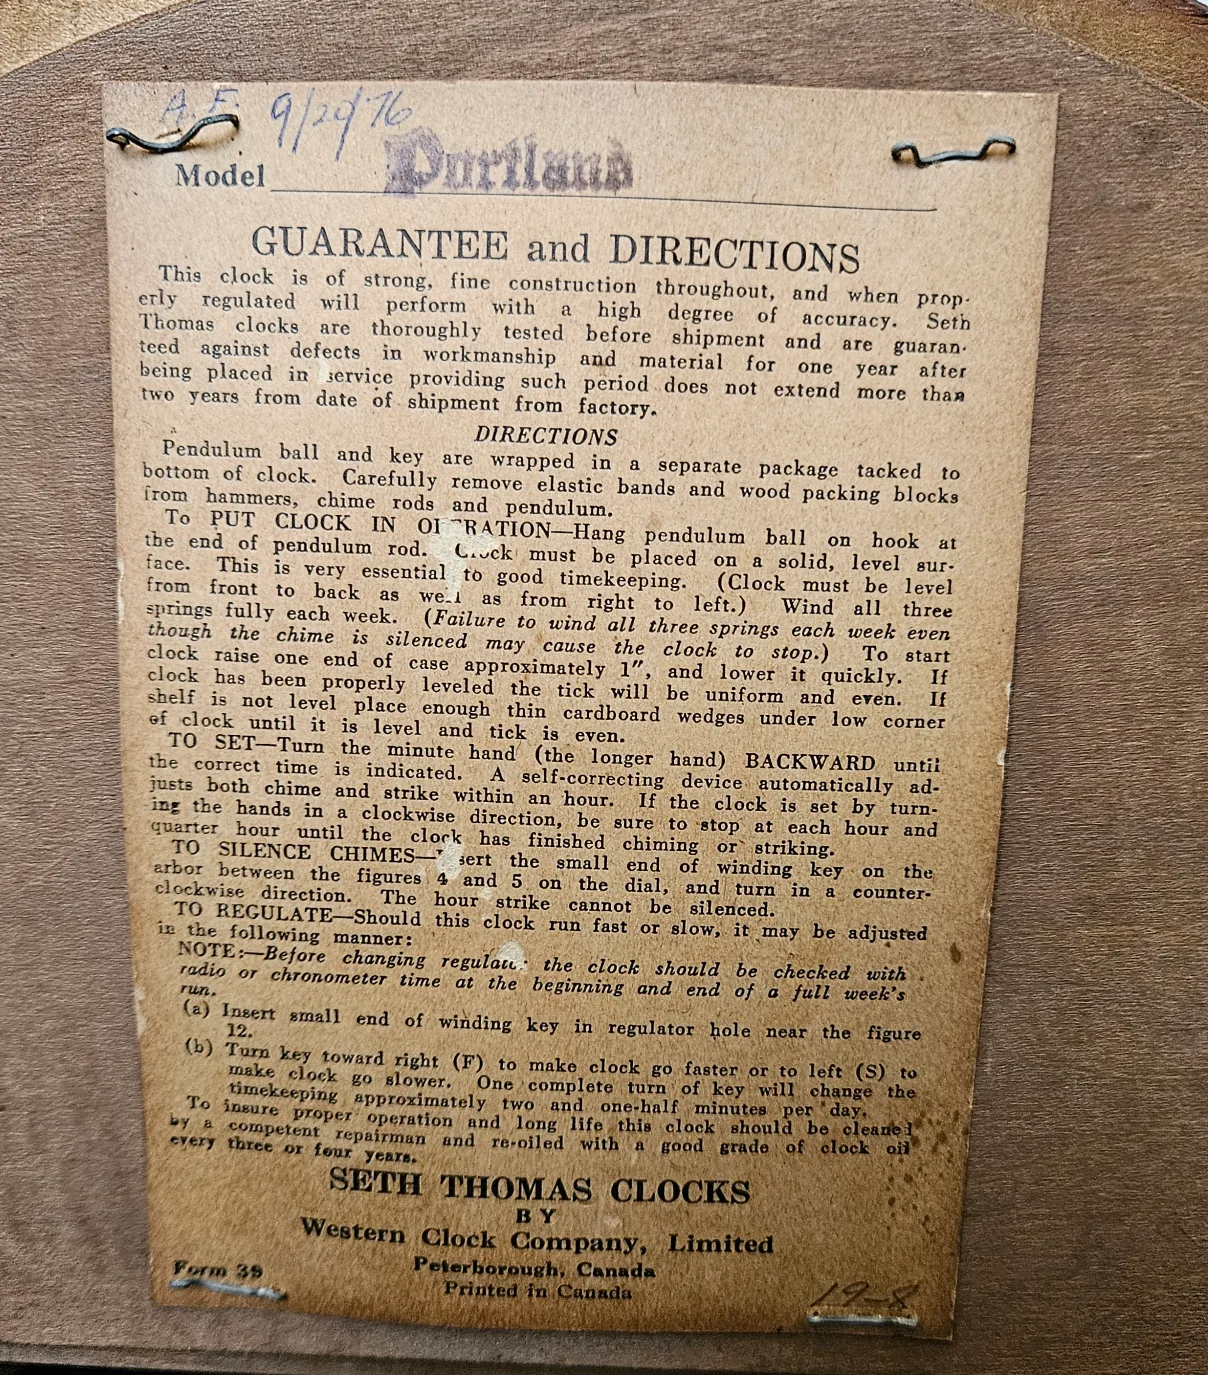 A.F. 9/20/76
Model Portland
GUARANTEE and DIRECTIONS
This clock is of strong, fine construction throughout, and when prop-
erly regulated will perform with a high degree of accuracy. Seth
Thomas clocks are thoroughly tested before shipment and are guaran-
teed against defects in workmanship and material for one year after
being placed in service providing such period does not extend more than
two years from date of shipment from factory.
DIRECTIONS
Pendulum ball and key are wrapped in a separate package tacked to
bottom of clock. Carefully remove elastic bands and wood packing blocks
from hammers, chime rods and pendulum.
To PUT CLOCK IN OPERATION—Hang pendulum ball on hook at
the end of pendulum rod. Clock must be placed on a solid, level sur-
face. This is very essential to good timekeeping. (Clock must be level
from front to back as well as from right to left.) Wind all three
springs fully each week. (Failure to wind all three springs each week even
though the chime is silenced may cause the clock to stop.) To start
clock raise one end of case approximately 1″, and lower it quickly. If
clock has been properly leveled the tick will be uniform and even. If
shelf is not level place enough thin cardboard wedges under low corner
of clock until it is level and tick is even.
TO SET—Turn the minute hand (the longer hand) BACKWARD until
the correct time is indicated. A self-correcting device automatically ad-
justs both chime and strike within an hour. If the clock is set by turn-
ing the hands in a clockwise direction, be sure to stop at each hour and
quarter hour until the clock has finished chiming or striking.
TO SILENCE CHIMES—Insert the small end of winding key on the
arbor between the figures 4 and 5 on the dial, and turn in a counter-
clockwise direction. The hour strike cannot be silenced.
TO REGULATE—Should this clock run fast or slow, it may be adjusted
in the following manner:
NOTE:—Before changing regulator the clock should be checked with
radio or chronometer time at the beginning and end of a full week's
run.
(a) Insert small end of winding key in regulator hole near the figure
12.
(b) Turn key toward right (F) to make clock go faster or to left (S) to
make clock go slower. One complete turn of key will change the
timekeeping approximately two and one-half minutes per day.
To insure proper operation and long life this clock should be cleaned
by a competent repairman and re-oiled with a good grade of clock oil
every three or four years.
SETH THOMAS CLOCKS
BY
Western Clock Company, Limited
Peterborough, Canada
Form 39
Printed in Canada
19-8